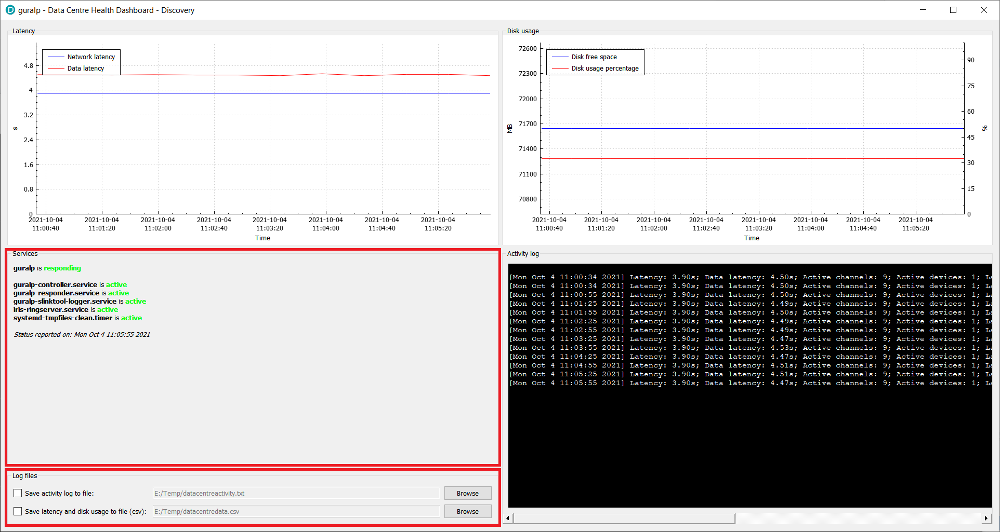 guralp - Data Centre Health Dashboard - Discovery
Latency
Network latency
Data latency
4.8
4
3.2
2.4
1.6
0.8
0
s
2021-10-04 2021-10-04 2021-10-04 2021-10-04 2021-10-04 2021-10-04 2021-10-04 2021-10-04
11:00:40 11:01:20 11:02:00 11:02:40 11:03:20 11:04:00 11:04:40 11:05:20
Time
Disk usage
Disk free space
Disk usage percentage
72600
72300
72000
71700
71400
71100
70800
MB
90
75
60
45
30
15
0
%
2021-10-04 2021-10-04 2021-10-04 2021-10-04 2021-10-04 2021-10-04 2021-10-04 2021-10-04
11:00:40 11:01:20 11:02:00 11:02:40 11:03:20 11:04:00 11:04:40 11:05:20
Time
Services
guralp is responding
guralp-controller.service is active
guralp-responder.service is active
guralp-slinktool-logger.service is active
iris-ringserver.service is active
systemd-tmpfiles-clean.timer is active
Status reported on: Mon Oct 4 11:05:55 2021
Log files
Save activity log to file: E:/Temp/datacentreactivity.txt Browse
Save latency and disk usage to file (csv): E:/Temp/datacentredata.csv Browse
Activity log
[Mon Oct 4 11:00:34 2021] Latency: 3.90s; Data latency: 4.50s; Active channels: 9; Active devices: 1; La
[Mon Oct 4 11:00:34 2021] Latency: 3.90s; Data latency: 4.50s; Active channels: 9; Active devices: 1; La
[Mon Oct 4 11:00:55 2021] Latency: 3.90s; Data latency: 4.50s; Active channels: 9; Active devices: 1; La
[Mon Oct 4 11:01:25 2021] Latency: 3.90s; Data latency: 4.49s; Active channels: 9; Active devices: 1; La
[Mon Oct 4 11:01:55 2021] Latency: 3.90s; Data latency: 4.50s; Active channels: 9; Active devices: 1; La
[Mon Oct 4 11:02:25 2021] Latency: 3.90s; Data latency: 4.49s; Active channels: 9; Active devices: 1; La
[Mon Oct 4 11:02:55 2021] Latency: 3.90s; Data latency: 4.49s; Active channels: 9; Active devices: 1; La
[Mon Oct 4 11:03:25 2021] Latency: 3.90s; Data latency: 4.47s; Active channels: 9; Active devices: 1; La
[Mon Oct 4 11:03:55 2021] Latency: 3.90s; Data latency: 4.53s; Active channels: 9; Active devices: 1; La
[Mon Oct 4 11:04:25 2021] Latency: 3.90s; Data latency: 4.47s; Active channels: 9; Active devices: 1; La
[Mon Oct 4 11:04:55 2021] Latency: 3.90s; Data latency: 4.51s; Active channels: 9; Active devices: 1; La
[Mon Oct 4 11:05:25 2021] Latency: 3.90s; Data latency: 4.51s; Active channels: 9; Active devices: 1; La
[Mon Oct 4 11:05:55 2021] Latency: 3.90s; Data latency: 4.47s; Active channels: 9; Active devices: 1; La